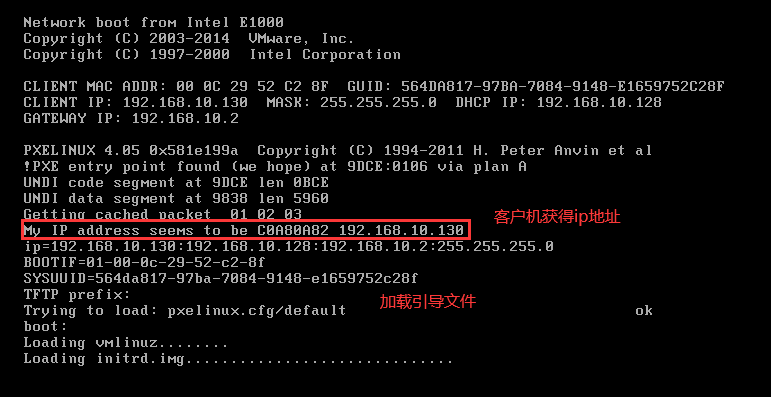 Network boot from Intel E1000
Copyright (C) 2003-2014  VMware, Inc.
Copyright (C) 1997-2000  Intel Corporation
CLIENT MAC ADDR: 00 0C 29 52 C2 8F  GUID: 564DA817-97BA-7084-9148-E1659752C28F
CLIENT IP: 192.168.10.130  MASK: 255.255.255.0  DHCP IP: 192.168.10.128
GATEWAY IP: 192.168.10.2
PXELINUX 4.05 0x581e199a  Copyright (C) 1994-2011 H. Peter Anvin et al
!PXE entry point found (we hope) at 9DCE:0106 via plan A
UNDI code segment at 9DCE len 0BCE
UNDI data segment at 9838 len 5960
Getting cached packet  01 02 03
客户机获得ip地址
My IP address seems to be C0A80A82 192.168.10.130
ip=192.168.10.130:192.168.10.128:192.168.10.2:255.255.255.0
BOOTIF=01-00-0c-29-52-c2-8f
SYSUUID=564da817-97ba-7084-9148-e1659752c28f
TFTP prefix:
加载引导文件
Trying to load: pxelinux.cfg/default ok
boot:
Loading vmlinuz........
Loading initrd.img..............................